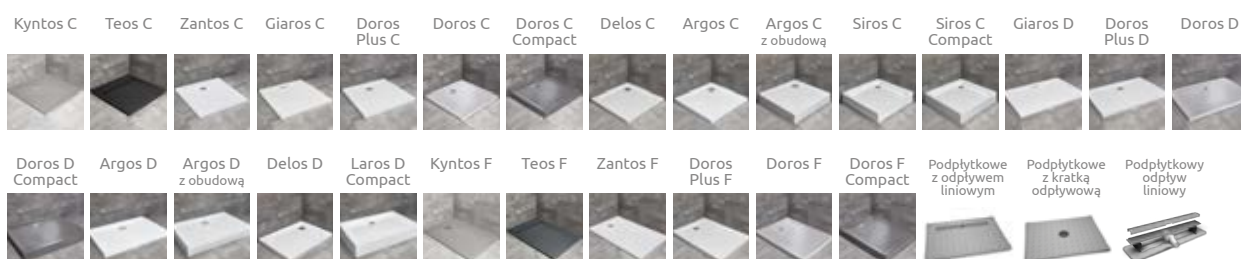 Kyntos C Teos C Zantos C Giaros C Doros Doros C Doros C Delos C Argos C Argos C Siros C Siros C Giaros D Doros Doros D
Plus C Compact z obudową Compact Plus D
Doros D Argos D Argos D Delos D Laros D Kyntos F Teos F Zantos F Doros Doros F Doros F Podpłytkowe Podpłytkowe Podpłytkowy
Compact z obudową Compact Plus F Compact z odpływem z kratką odpływ
liniowym odpływową liniowy